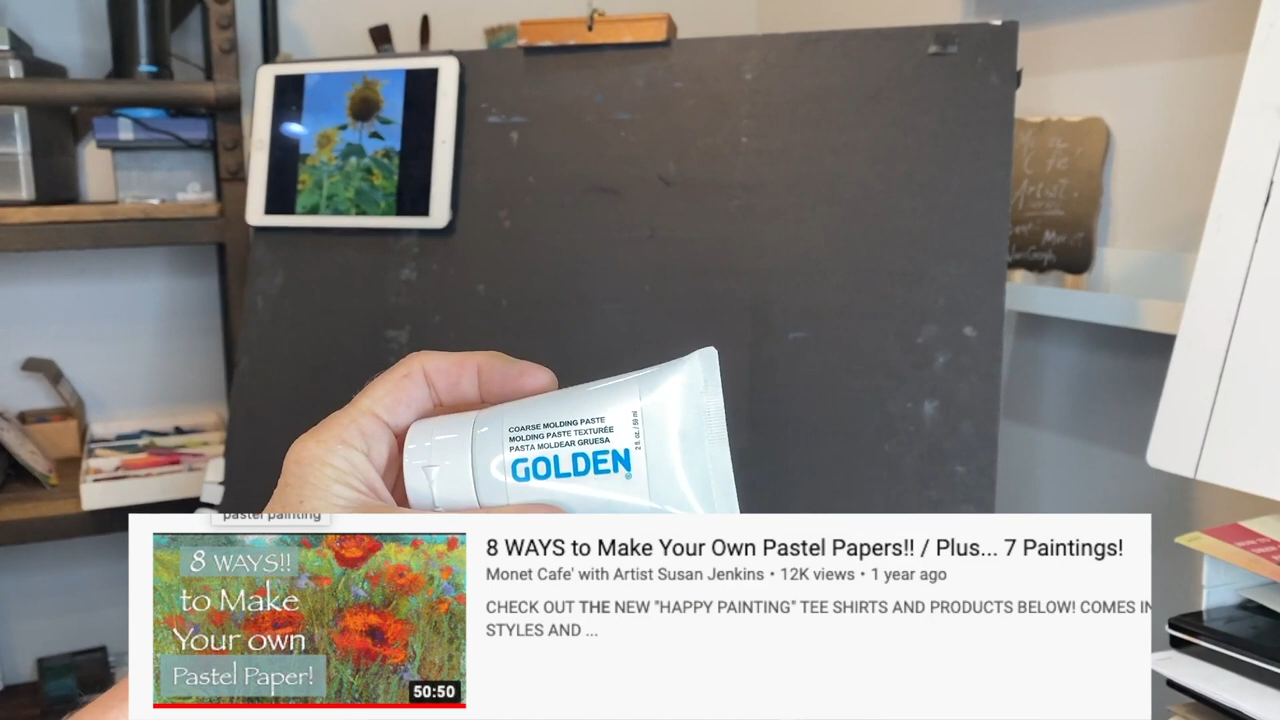 Artist
COARSE MOLDING PASTE
MOLDING PASTE TEXTURÉE
PASTA MOLDEAR GRUESA
GOLDEN®
2 fl. oz. / 59 ml
pastel painting
8 WAYS!!
to Make
Your own
Pastel Paper!
50:50
8 WAYS to Make Your Own Pastel Papers!! / Plus... 7 Paintings!
Monet Cafe' with Artist Susan Jenkins • 12K views • 1 year ago
CHECK OUT THE NEW "HAPPY PAINTING" TEE SHIRTS AND PRODUCTS BELOW! COMES IN
STYLES AND ...